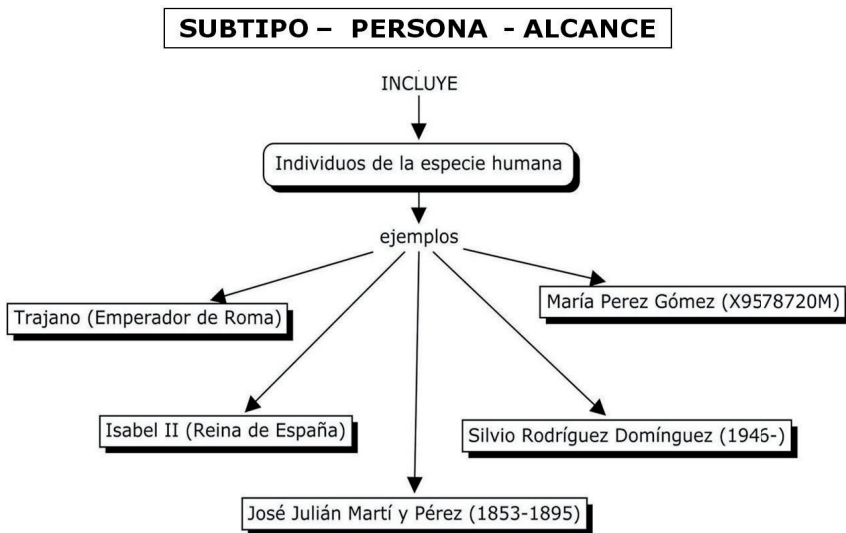 SUBTIPO – PERSONA - ALCANCE
INCLUYE
Individuos de la especie humana
ejemplos
Trajano (Emperador de Roma)
María Perez Gómez (X9578720M)
Isabel II (Reina de España)
Silvio Rodríguez Domínguez (1946-)
José Julián Martí y Pérez (1853-1895)